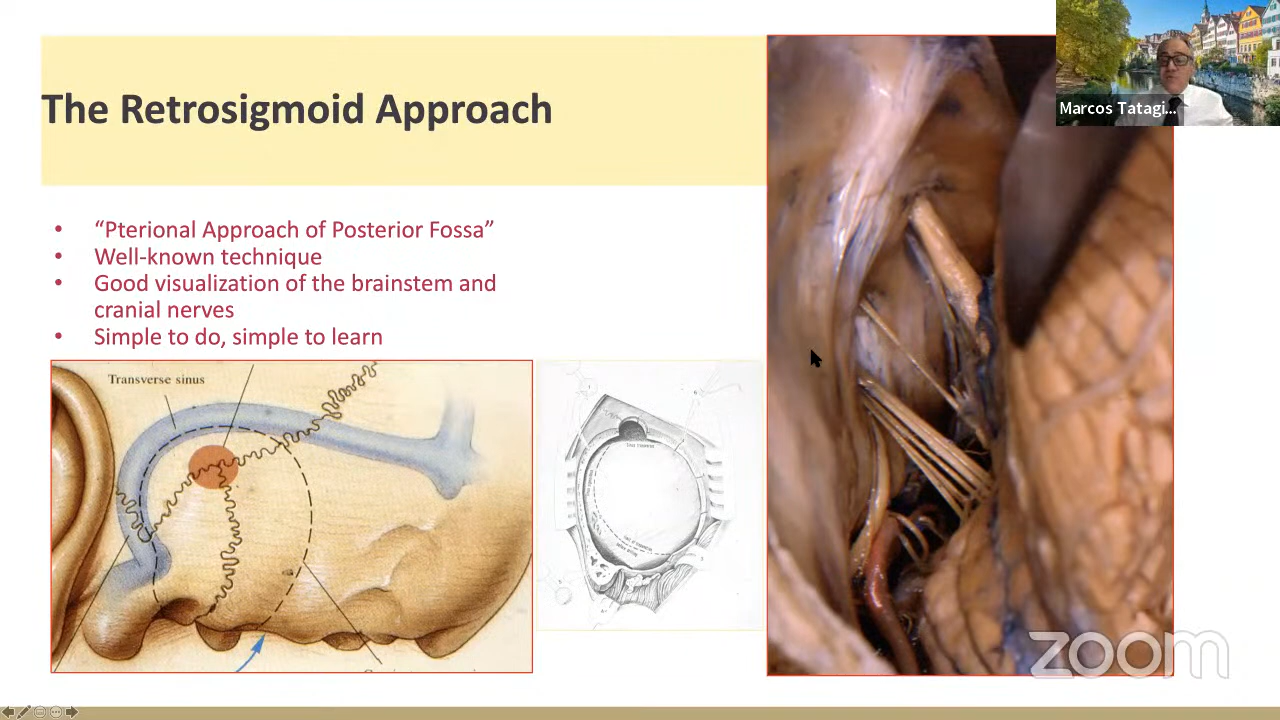 The Retrosigmoid Approach
Marcos Tatagi...
• “Pterional Approach of Posterior Fossa”
• Well-known technique
• Good visualization of the brainstem and
cranial nerves
• Simple to do, simple to learn
Transverse sinus
zoom